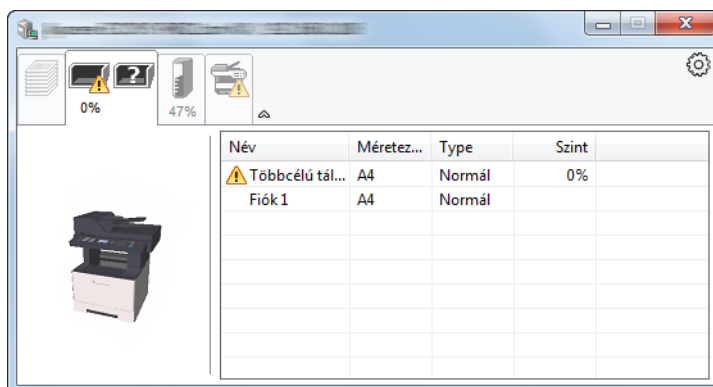 0%
47%
Név Méretez... Type Szint
Többcélú tál... A4 Normál 0%
Fiók 1 A4 Normál